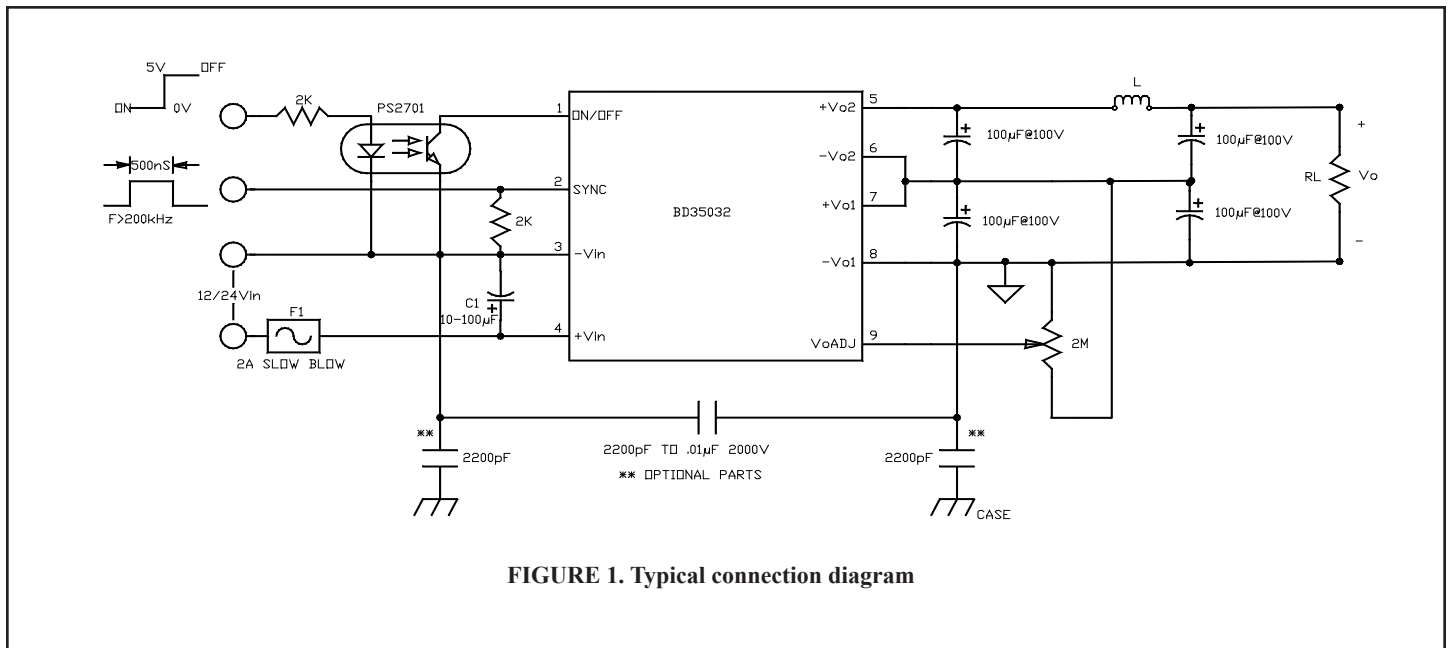 5V OFF
ON 0V
2K
PS2701
500nS
F>200kHz
12/24Vin
F1
2A SLOW BLOW
2K
C1
10-100µF
1
ON/OFF
2
SYNC
3
-Vin
4
+Vin
BD35032
+Vo2
5
-Vo2
6
+Vo1
7
-Vo1
8
VoADJ
9
L
+
100µF@100V
+
100µF@100V
+
100µF@100V
+
100µF@100V
+
RL
Vo
-
2M
**
2200pF
2200pF TO .01µF 2000V
** OPTIONAL PARTS
**
2200pF
CASE
FIGURE 1. Typical connection diagram